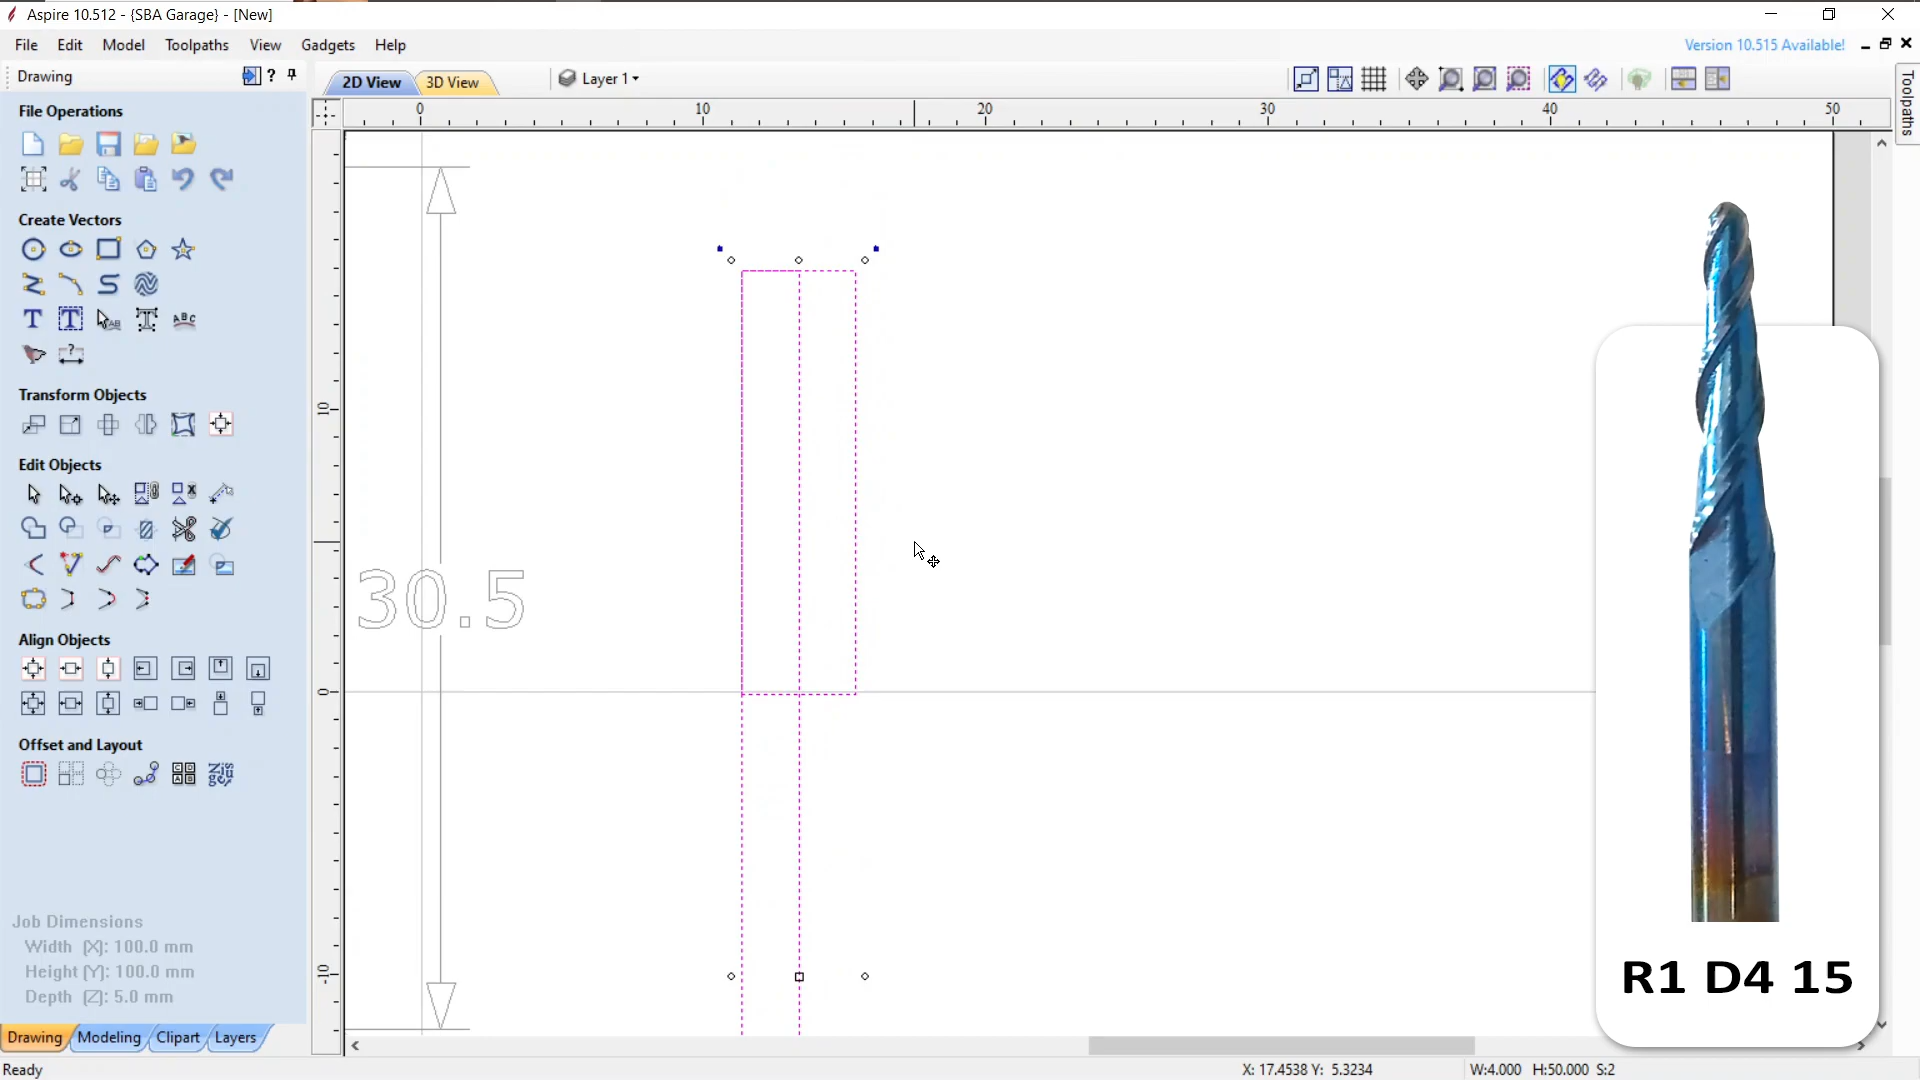 Aspire 10.512 - {SBA Garage} - [New]
File Edit Model Toolpaths View Gadgets Help
Version 10.515 Available!
Drawing
2D View 3D View Layer 1
Toolpaths
File Operations
0 10 20 30 40 50
Create Vectors
Transform Objects
10
Edit Objects
30.5
Align Objects
0
Offset and Layout
Job Dimensions
Width (X): 100.0 mm
Height (Y): 100.0 mm
Depth (Z): 5.0 mm
-10
R1 D4 15
Drawing Modeling Clipart Layers
Ready
X: 17.4538 Y: 5.3234
W:4.000 H:50.000 S:2